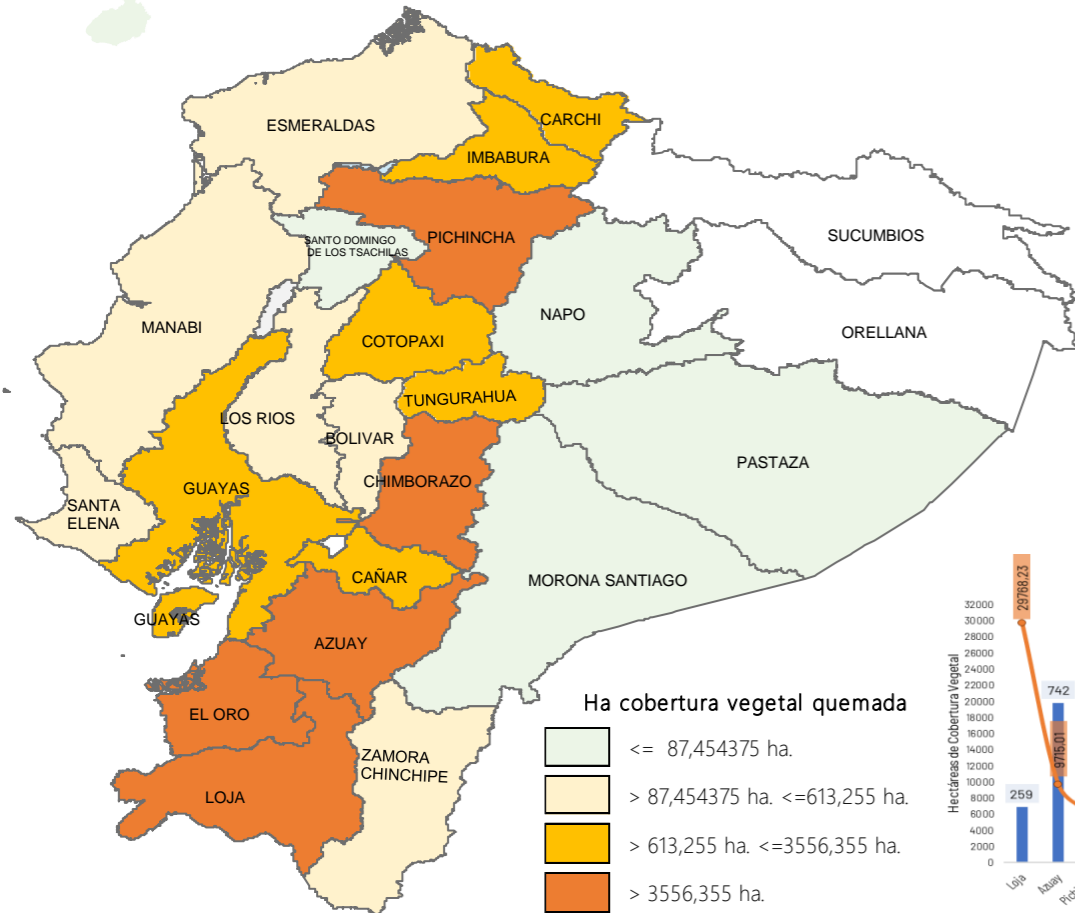 ESMERALDAS
CARCHI
IMBABURA
PICHINCHA
SANTO DOMINGO
DE LOS TSACHILAS
SUCUMBIOS
NAPO
ORELLANA
MANABI
COTOPAXI
TUNGURAHUA
LOS RIOS
BOLIVAR
PASTAZA
CHIMBORAZO
GUAYAS
SANTA
ELENA
CAÑAR
MORONA SANTIAGO
GUAYAS
AZUAY
EL ORO
ZAMORA
CHINCHIPE
LOJA
Ha cobertura vegetal quemada
<= 87,454375 ha.
> 87,454375 ha. <=613,255 ha.
> 613,255 ha. <=3556,355 ha.
> 3556,355 ha.
Hectáreas de Cobertura Vegetal
32000
30000
28000
26000
24000
22000
20000
18000
16000
14000
12000
10000
8000
6000
4000
2000
0
29768.23
742
9715.01
259
Loja
Azuay